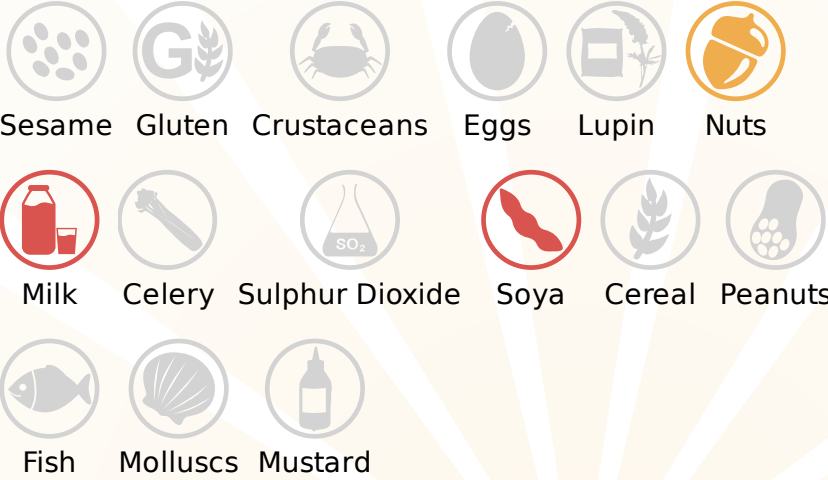 G
Sesame Gluten Crustaceans Eggs Lupin Nuts
SO₂
Milk Celery Sulphur Dioxide Soya Cereal Peanuts
Fish Molluscs Mustard